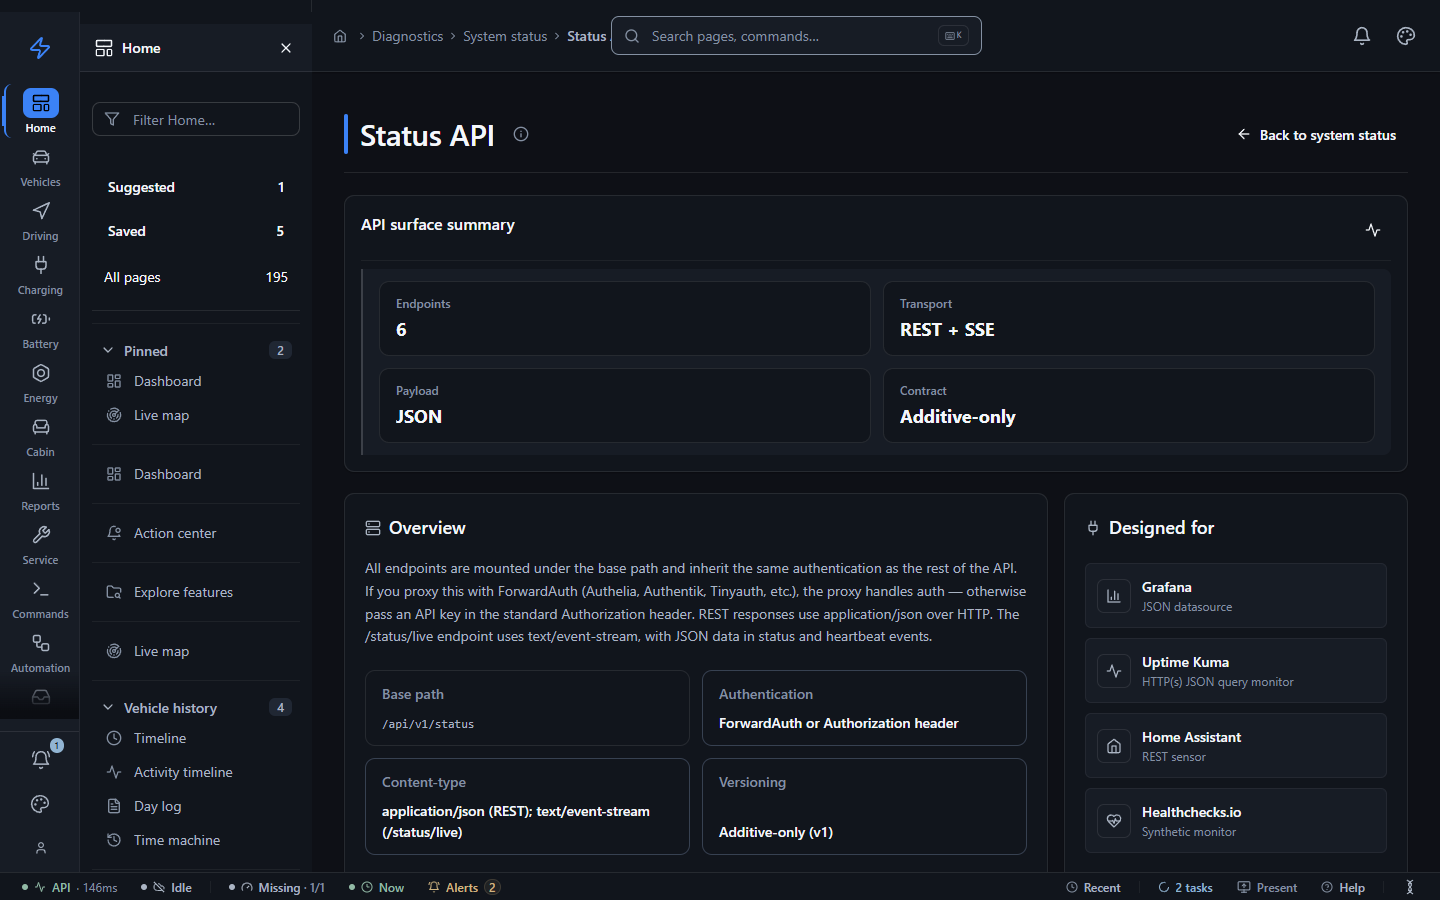 Home
Diagnostics
System status
Status
Search pages, commands...
K
Home
Vehicles
Driving
Charging
Battery
Energy
Cabin
Reports
Service
Commands
Automation
1
Filter Home...
Suggested 1
Saved 5
All pages 195
Pinned 2
Dashboard
Live map
Dashboard
Action center
Explore features
Live map
Vehicle history 4
Timeline
Activity timeline
Day log
Time machine
Status API
Back to system status
API surface summary
Endpoints
6
Transport
REST + SSE
Payload
JSON
Contract
Additive-only
Overview
All endpoints are mounted under the base path and inherit the same authentication as the rest of the API.
If you proxy this with ForwardAuth (Authelia, Authentik, Tinyauth, etc.), the proxy handles auth — otherwise
pass an API key in the standard Authorization header. REST responses use application/json over HTTP. The
/status/live endpoint uses text/event-stream, with JSON data in status and heartbeat events.
Base path
/api/v1/status
Authentication
ForwardAuth or Authorization header
Content-type
application/json (REST); text/event-stream
(/status/live)
Versioning
Additive-only (v1)
Designed for
Grafana
JSON datasource
Uptime Kuma
HTTP(s) JSON query monitor
Home Assistant
REST sensor
Healthchecks.io
Synthetic monitor
API · 146ms
Idle
Missing · 1/1
Now
Alerts 2
Recent
2 tasks
Present
Help